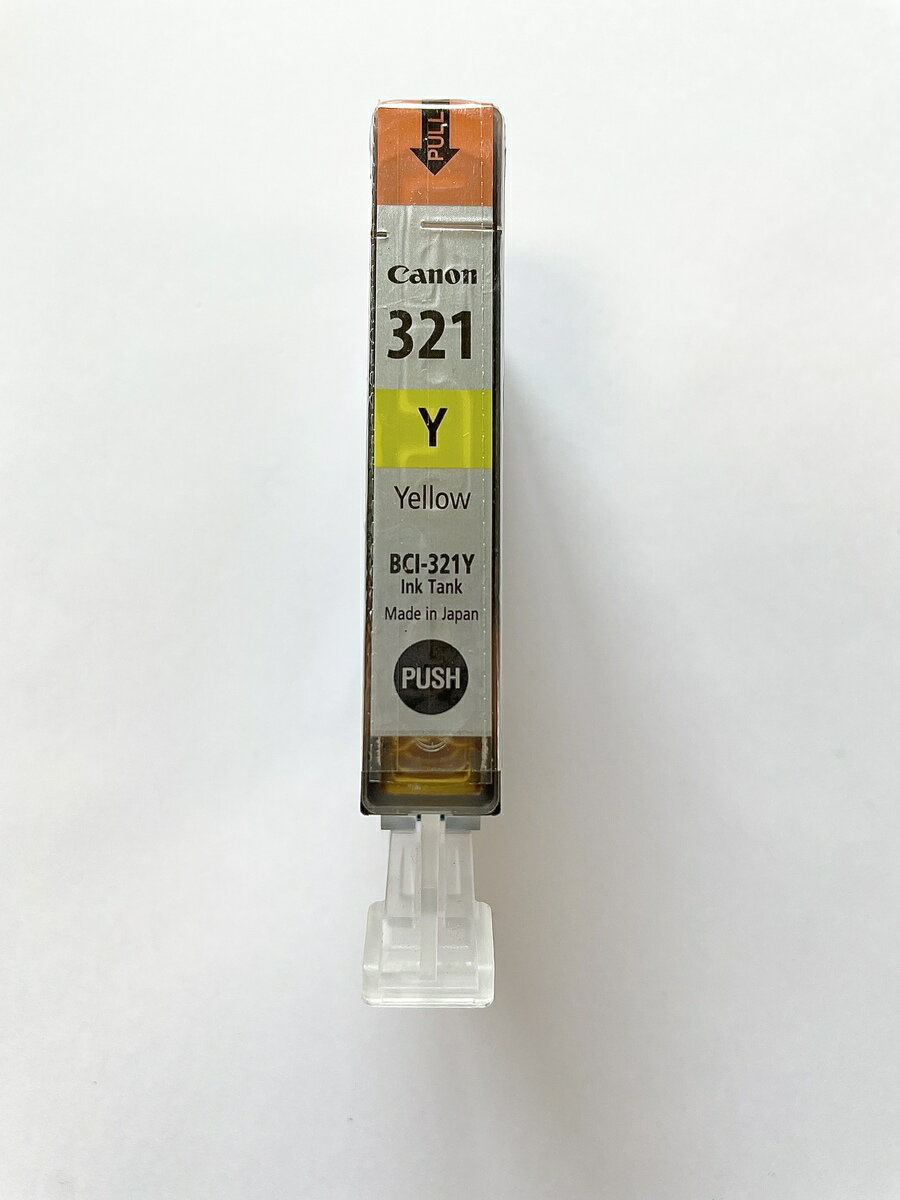 PULL
Canon
321
Y
Yellow
BCI-321Y
Ink Tank
Made in Japan
PUSH